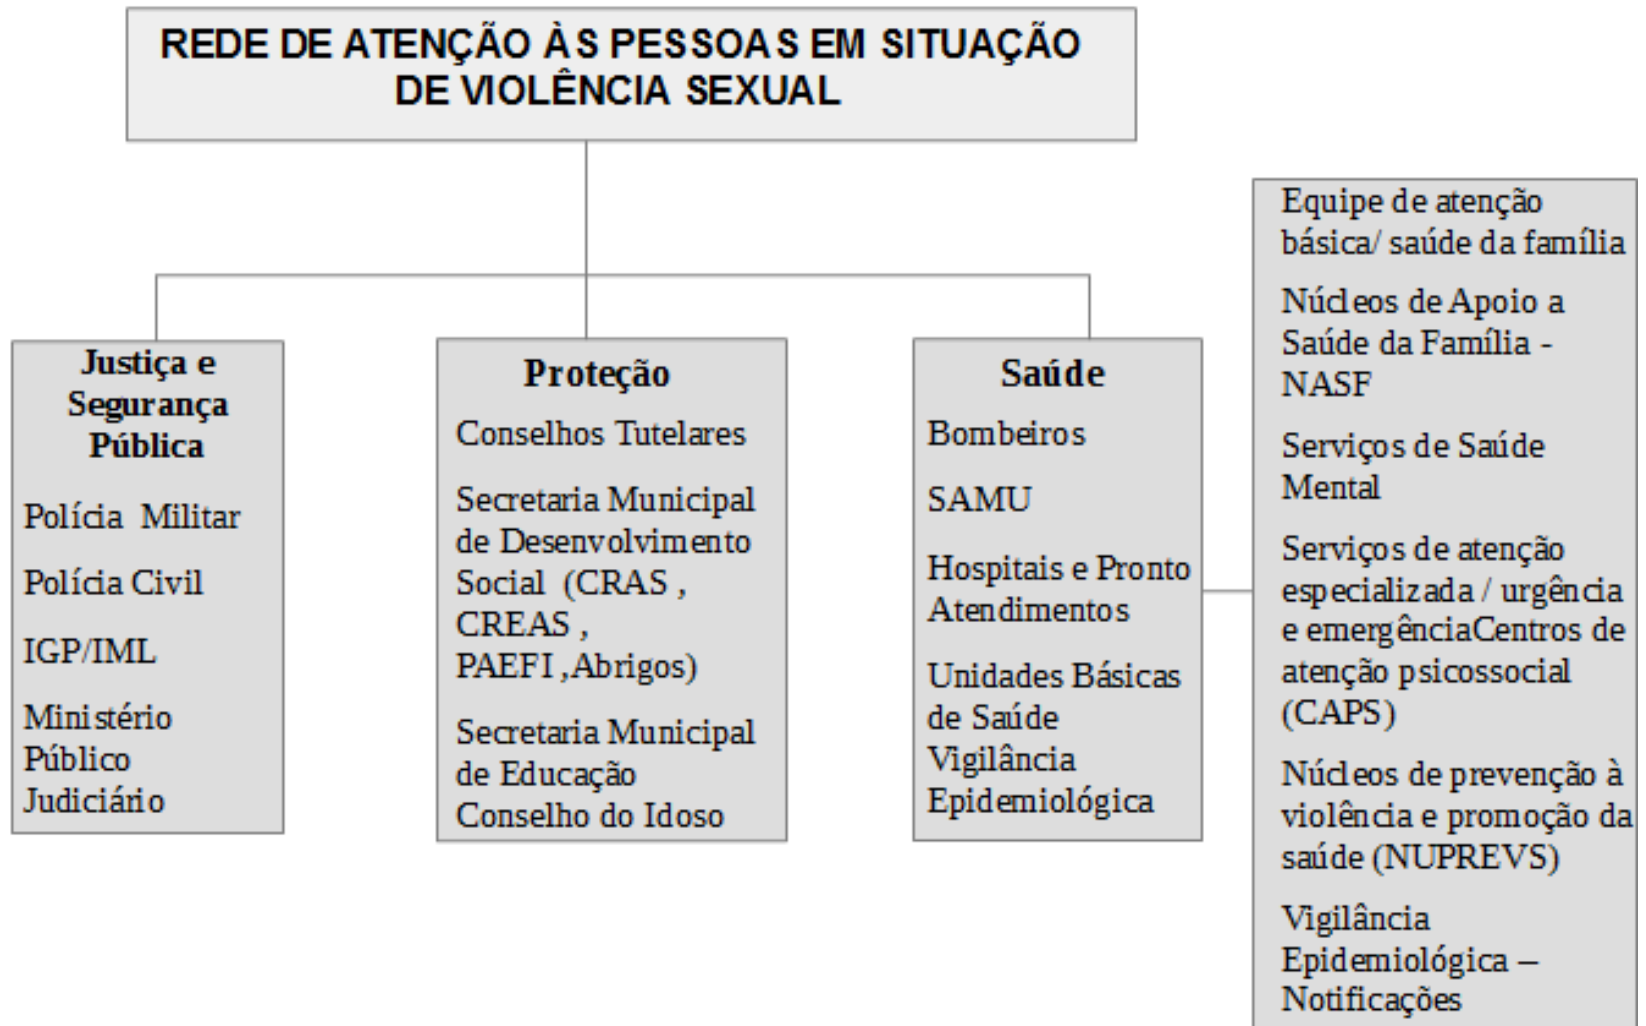 REDE DE ATENÇÃO ÀS PESSOAS EM SITUAÇÃO
DE VIOLÊNCIA SEXUAL
Justiça e
Segurança
Pública
Polícia Militar
Polícia Civil
IGP/IML
Ministério
Público
Judiciário
Proteção
Conselhos Tutelares
Secretaria Municipal
de Desenvolvimento
Social (CRAS ,
CREAS ,
PAEFI ,Abrigos)
Secretaria Municipal
de Educação
Conselho do Idoso
Saúde
Bombeiros
SAMU
Hospitais e Pronto
Atendimentos
Unidades Básicas
de Saúde
Vigilância
Epidemiológica
Equipe de atenção
básica/ saúde da família
Núcleos de Apoio a
Saúde da Família -
NASF
Serviços de Saúde
Mental
Serviços de atenção
especializada / urgência
e emergênciaCentros de
atenção psicossocial
(CAPS)
Núcleos de prevenção à
violência e promoção da
saúde (NUPREVS)
Vigilância
Epidemiológica –
Notificações